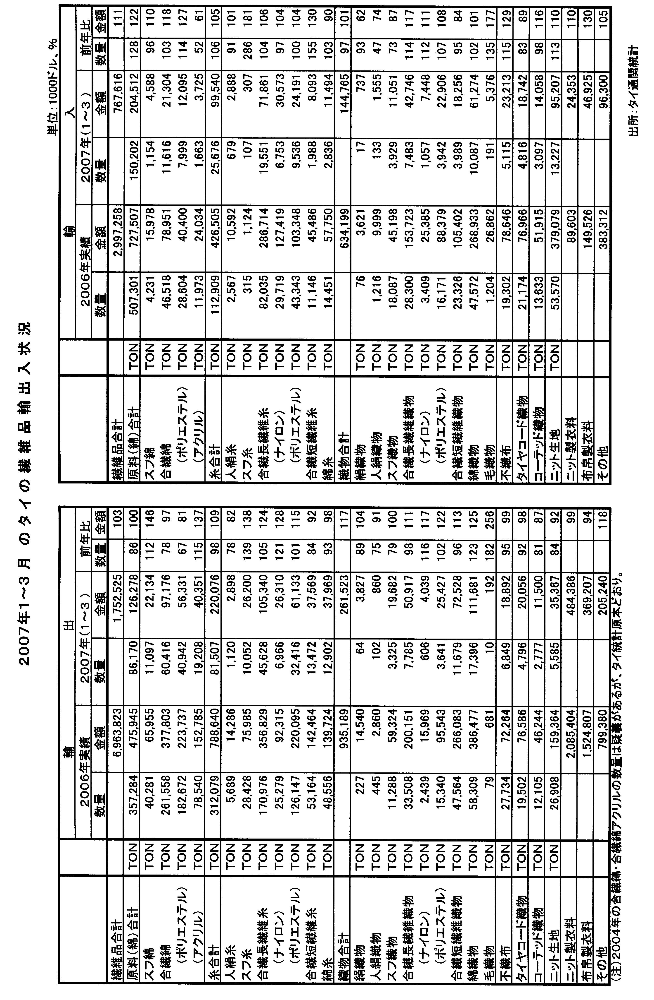 2007年1～3月 のタイの繊維品輸出入状況
輸 出
2006年実績 2007年(1～3) 前年比
数量 金額 数量 金額 数量 金額
繊維品合計 6,963,823 1,752,525 103
原料(綿)合計 TON 357,284 475,945 86,170 126,278 86 100
スフ綿 TON 40,281 65,955 11,097 22,134 112 146
合繊綿 TON 261,558 377,803 60,416 97,176 78 97
(ポリエステル) TON 182,672 223,737 40,942 56,331 67 81
(アクリル) TON 78,540 152,785 19,208 40,351 115 137
糸合計 TON 312,079 788,640 81,507 220,076 98 109
人絹糸 TON 5,689 14,286 1,120 2,898 78 82
スフ糸 TON 28,428 75,985 10,052 26,200 139 138
合繊長繊維糸 TON 170,976 356,829 45,628 105,340 105 124
(ナイロン) TON 25,279 92,315 6,966 26,310 121 128
(ポリエステル) TON 126,147 220,095 32,416 61,133 101 115
合繊短繊維糸 TON 53,164 142,464 13,472 37,569 84 92
綿糸 TON 48,556 139,724 12,902 37,969 93 98
織物合計 935,189 261,523 117
絹織物 TON 227 14,540 64 3,827 89 104
人絹織物 TON 445 2,860 102 860 75 91
スフ織物 TON 11,288 59,324 3,325 19,682 79 100
合繊長繊維織物 TON 33,508 200,151 7,785 50,917 98 111
(ナイロン) TON 2,439 15,969 606 4,039 116 117
(ポリエステル) TON 15,340 95,543 3,641 25,427 102 122
合繊短繊維織物 TON 47,564 266,083 11,679 72,528 96 113
綿織物 TON 58,309 386,477 17,396 111,681 123 125
毛織物 TON 79 681 10 192 182 256
不織布 TON 27,734 72,264 6,849 18,892 95 99
タイヤコード織物 TON 19,502 76,586 4,796 20,056 92 98
コーテッド織物 TON 12,105 46,244 2,777 11,500 81 87
ニット生地 TON 26,908 159,364 5,585 35,367 84 92
ニット製衣料 2,085,404 484,386 99
布帛製衣料 1,524,807 369,207 94
その他 799,380 205,240 118
(注)2004年の合繊綿・合繊綿アクリルの数量は疑義があるが、タイ統計原本どおり。
単位:1000ドル、%
輸 入
2006年実績 2007年(1～3) 前年比
数量 金額 数量 金額 数量 金額
繊維品合計 2,997,258 767,616 111
原料(綿)合計 TON 507,301 727,507 150,202 204,512 128 122
スフ綿 TON 4,231 15,978 1,154 4,588 96 110
合繊綿 TON 46,518 78,951 11,616 21,304 103 118
(ポリエステル) TON 28,604 40,400 7,999 12,095 114 127
(アクリル) TON 11,973 24,034 1,663 3,725 52 61
糸合計 TON 112,909 426,505 25,676 99,540 106 105
人絹糸 TON 2,567 10,592 679 2,888 91 101
スフ糸 TON 315 1,124 107 307 286 181
合繊長繊維糸 TON 82,035 286,714 19,551 71,861 104 106
(ナイロン) TON 29,719 127,419 6,753 30,573 97 104
(ポリエステル) TON 43,343 103,348 9,536 24,191 100 104
合繊短繊維糸 TON 11,146 45,486 1,988 8,093 155 130
綿糸 TON 14,451 57,750 2,836 11,494 103 90
織物合計 634,199 144,765 97 101
絹織物 TON 76 3,621 17 737 93 62
人絹織物 TON 1,216 9,999 133 1,555 47 74
スフ織物 TON 18,087 45,198 3,929 11,051 73 87
合繊長繊維織物 TON 28,300 153,723 7,483 42,746 114 117
(ナイロン) TON 3,409 25,385 1,057 7,448 112 111
(ポリエステル) TON 16,171 88,379 3,942 22,906 107 108
合繊短繊維織物 TON 23,326 105,402 3,989 18,256 95 84
綿織物 TON 47,572 268,933 10,087 61,274 102 101
毛織物 TON 1,204 26,862 191 5,376 135 177
不織布 TON 19,302 78,646 5,115 23,213 115 129
タイヤコード織物 TON 21,174 76,966 4,816 18,742 83 89
コーテッド織物 TON 13,633 51,915 3,097 14,058 98 116
ニット生地 TON 53,570 379,079 13,227 95,207 113 110
ニット製衣料 89,603 24,353 110
布帛製衣料 149,526 46,925 130
その他 383,312 96,300 105
出所:タイ通関統計